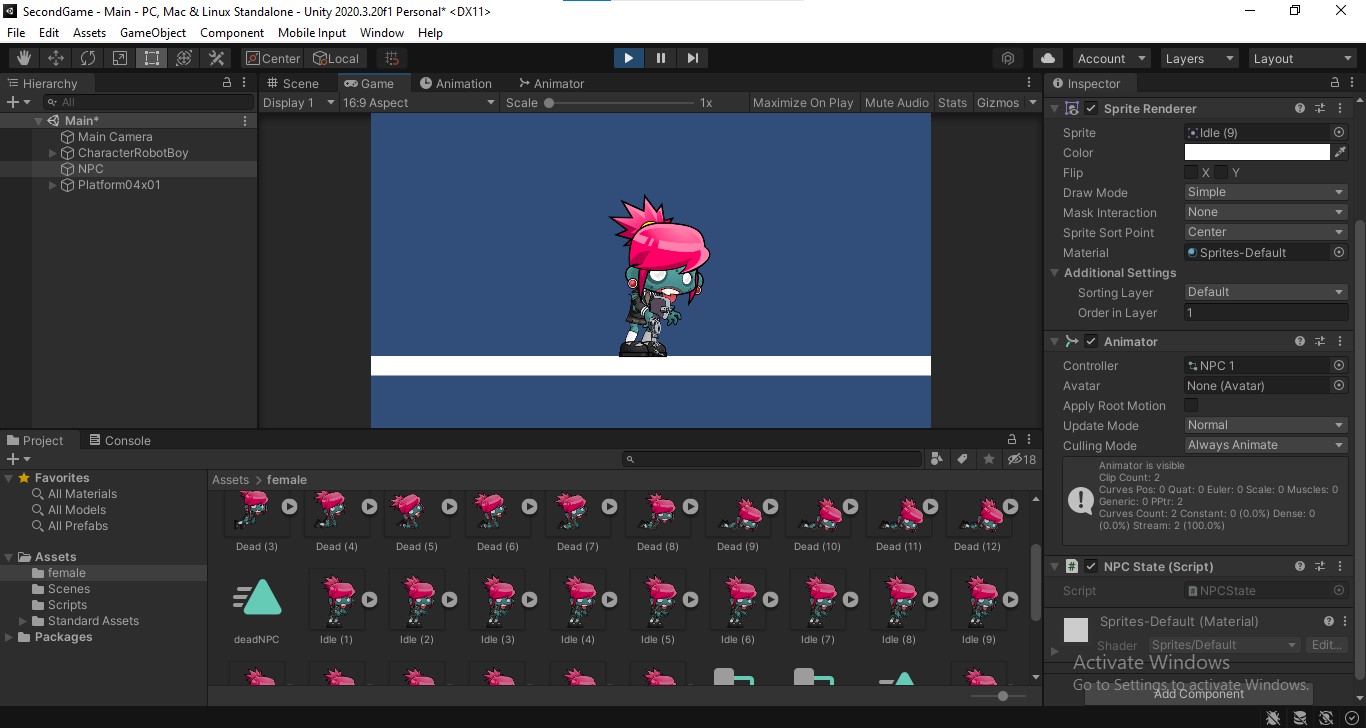 SecondGame - Main - PC, Mac & Linux Standalone - Unity 2020.3.20f1 Personal* <DX11>
File Edit Assets GameObject Component Mobile Input Window Help
Center Local Account Layers Layout
Hierarchy Scene Game Animation Animator Inspector
All Display 1 16:9 Aspect Scale 1x Maximize On Play Mute Audio Stats Gizmos
Main*
Main Camera
CharacterRobotBoy
NPC
Platform04x01
Sprite Renderer
Sprite Idle (9)
Color
Flip X Y
Draw Mode Simple
Mask Interaction None
Sprite Sort Point Center
Material Sprites-Default
Additional Settings
Sorting Layer Default
Order in Layer 1
Animator
Controller NPC 1
Avatar None (Avatar)
Apply Root Motion
Update Mode Normal
Culling Mode Always Animate
Animator is visible
Clip Count: 2
Curves Pos: 0 Quat: 0 Euler: 0 Scale: 0 Muscles: 0
Generic: 0 PPtr: 2
Curves Count: 2 Constant: 0 (0.0%) Dense: 0
(0.0%) Stream: 2 (100.0%)
NPC State (Script)
Script NPCState
Sprites-Default (Material)
Shader Sprites/Default Edit...
Add Component
Project Console
18
Favorites
All Materials
All Models
All Prefabs
Assets
female
Scenes
Scripts
Standard Assets
Packages
Assets > female
Dead (3) Dead (4) Dead (5) Dead (6) Dead (7) Dead (8) Dead (9) Dead (10) Dead (11) Dead (12)
deadNPC Idle (1) Idle (2) Idle (3) Idle (4) Idle (5) Idle (6) Idle (7) Idle (8) Idle (9)
Activate Windows
Go to Settings to activate Windows.